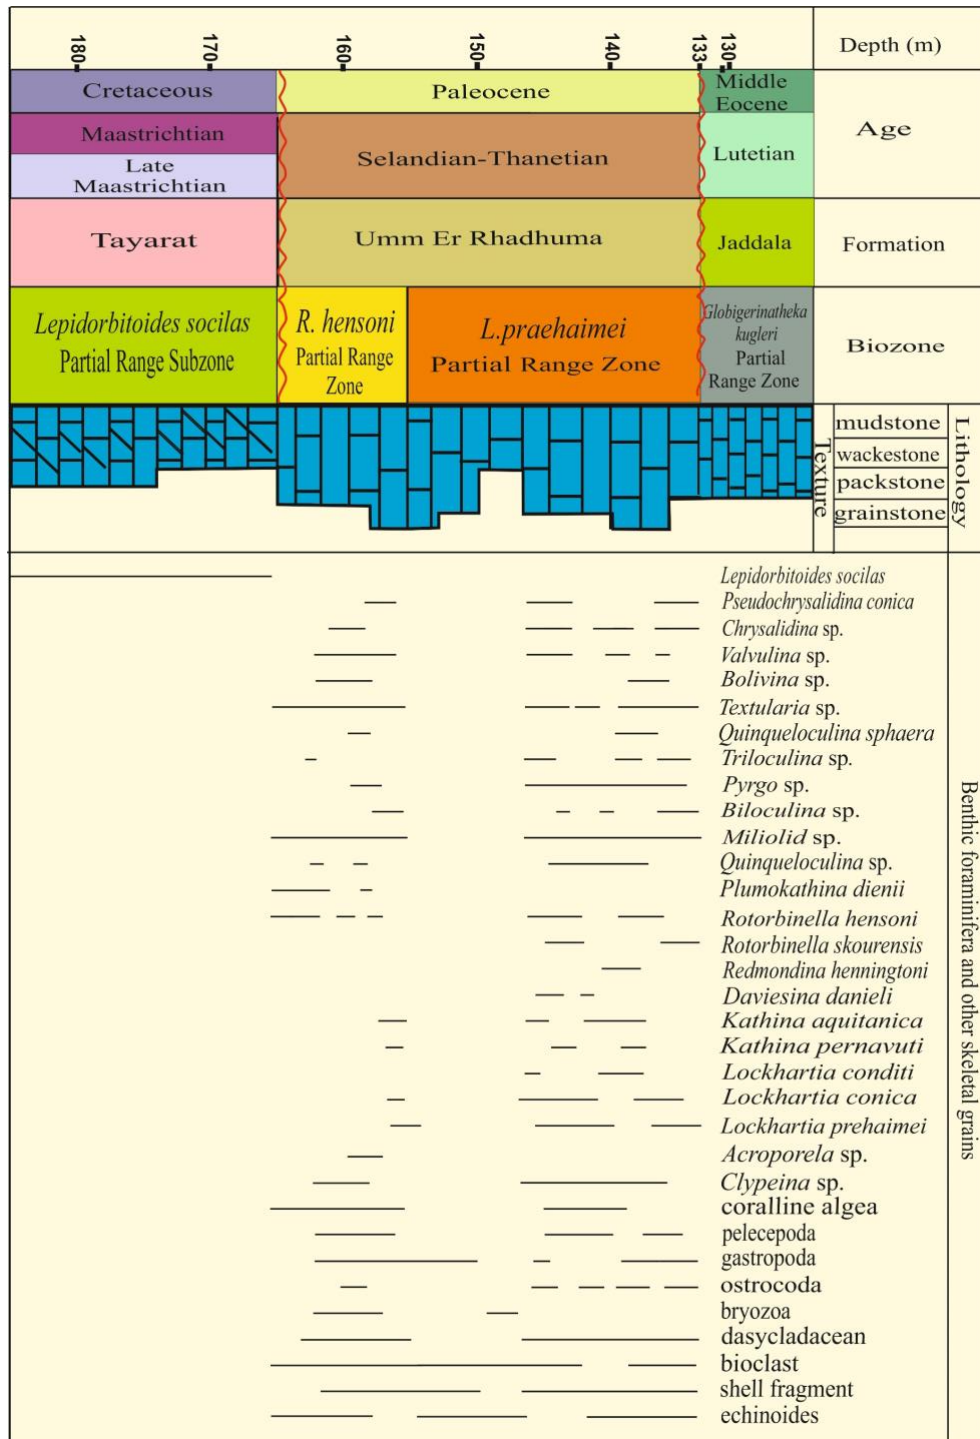 180-
170-
160-
150-
140-
133-
130-
Depth (m)
Cretaceous
Paleocene
Middle
Eocene
Age
Maastrichtian
Late
Maastrichtian
Selandian-Thanetian
Lutetian
Tayarat
Umm Er Rhadhuma
Jaddala
Formation
Lepidorbitoides socilas
Partial Range Subzone
R. hensoni
Partial Range
Zone
L.praehaimei
Partial Range Zone
Globigerinatheka
kugleri
Partial
Range Zone
Biozone
Texture
mudstone
wackestone
packstone
grainstone
Lithology
Lepidorbitoides socilas
Pseudochrysalidina conica
Chrysalidina sp.
Valvulina sp.
Bolivina sp.
Textularia sp.
Quinqueloculina sphaera
Triloculina sp.
Pyrgo sp.
Biloculina sp.
Miliolid sp.
Quinqueloculina sp.
Plumokathina dienii
Rotorbinella hensoni
Rotorbinella skourensis
Redmondina henningtoni
Daviesina danieli
Kathina aquitanica
Kathina pernavuti
Lockhartia conditi
Lockhartia conica
Lockhartia prehaimei
Acroporela sp.
Clypeina sp.
coralline algea
pelecepoda
gastropoda
ostrocoda
bryozoa
dasycladacean
bioclast
shell fragment
echinoides
Benthic foraminifera and other skeletal grains